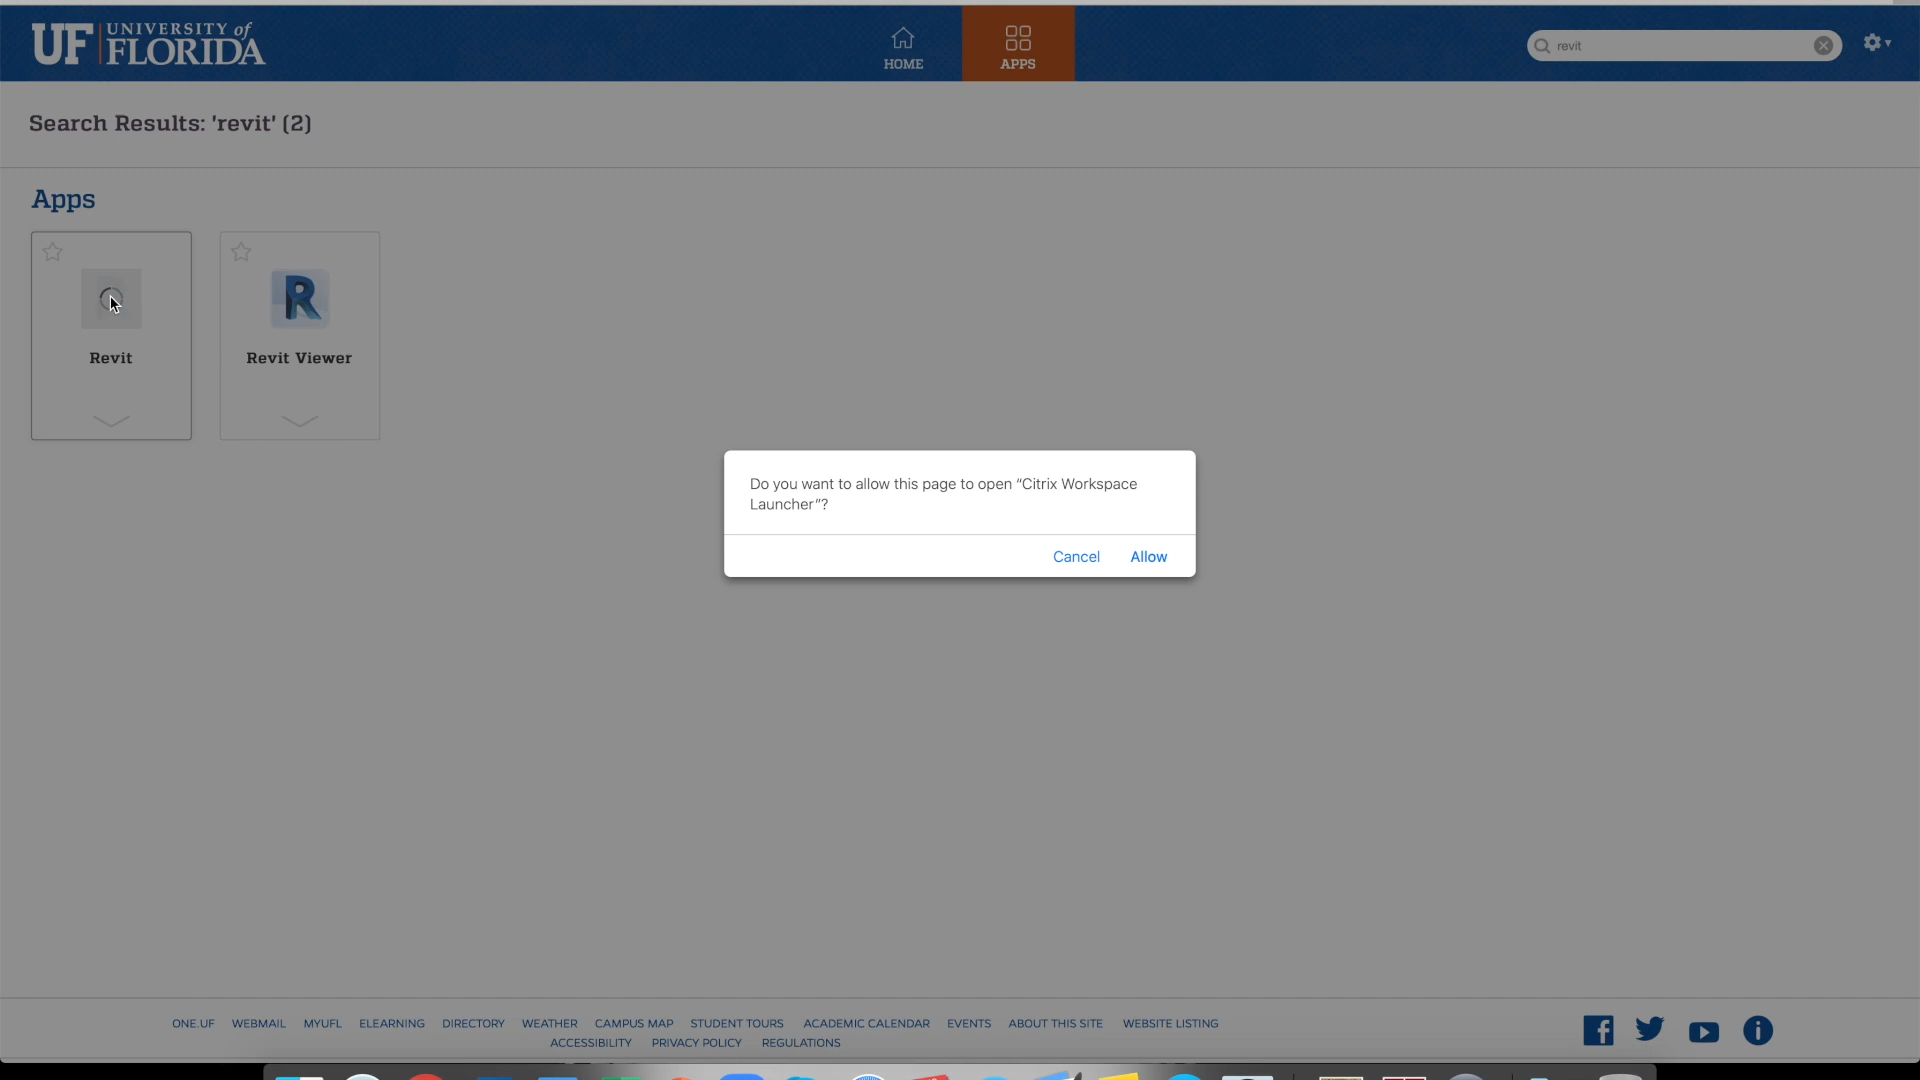 UF UNIVERSITY of
FLORIDA
HOME
APPS
revit
Search Results: 'revit' (2)
Apps
R
Revit
Revit Viewer
Do you want to allow this page to open “Citrix Workspace
Launcher”?
Cancel
Allow
ONE.UF WEBMAIL MYUFL ELEARNING DIRECTORY WEATHER CAMPUS MAP STUDENT TOURS ACADEMIC CALENDAR EVENTS ABOUT THIS SITE WEBSITE LISTING
ACCESSIBILITY PRIVACY POLICY REGULATIONS